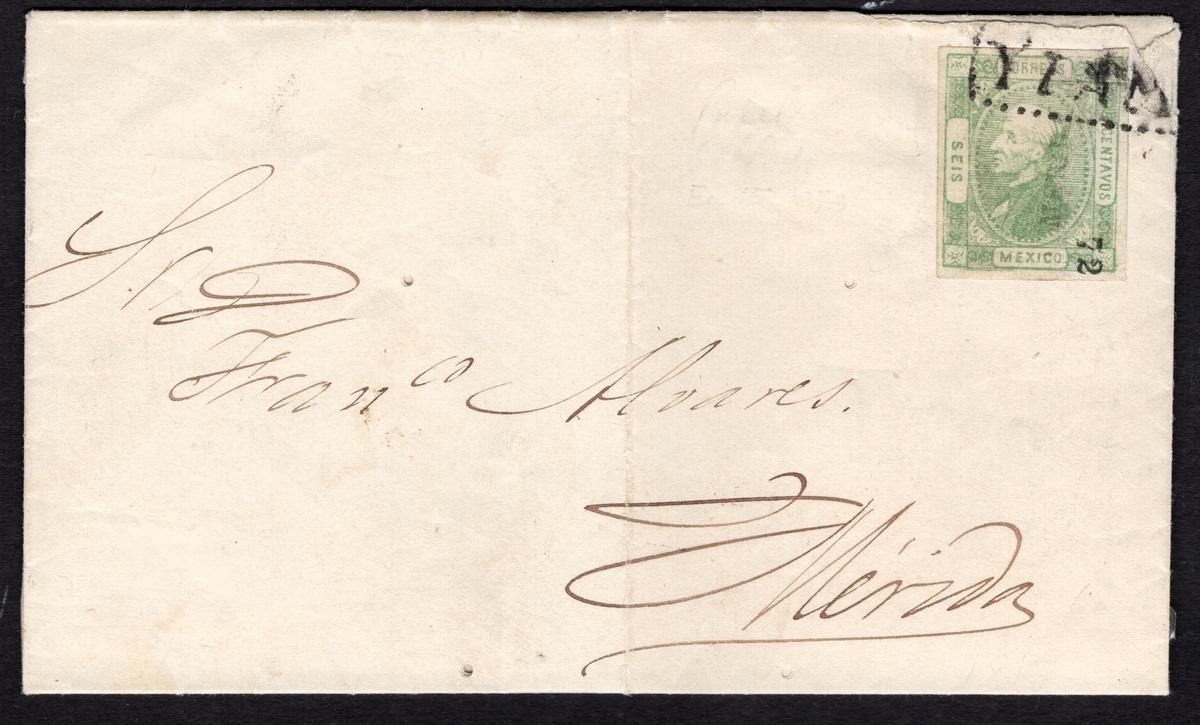 CORREOS
SEIS
CENTAVOS
MEXICO
72
Sr D
Franco Alvares.
Mérida